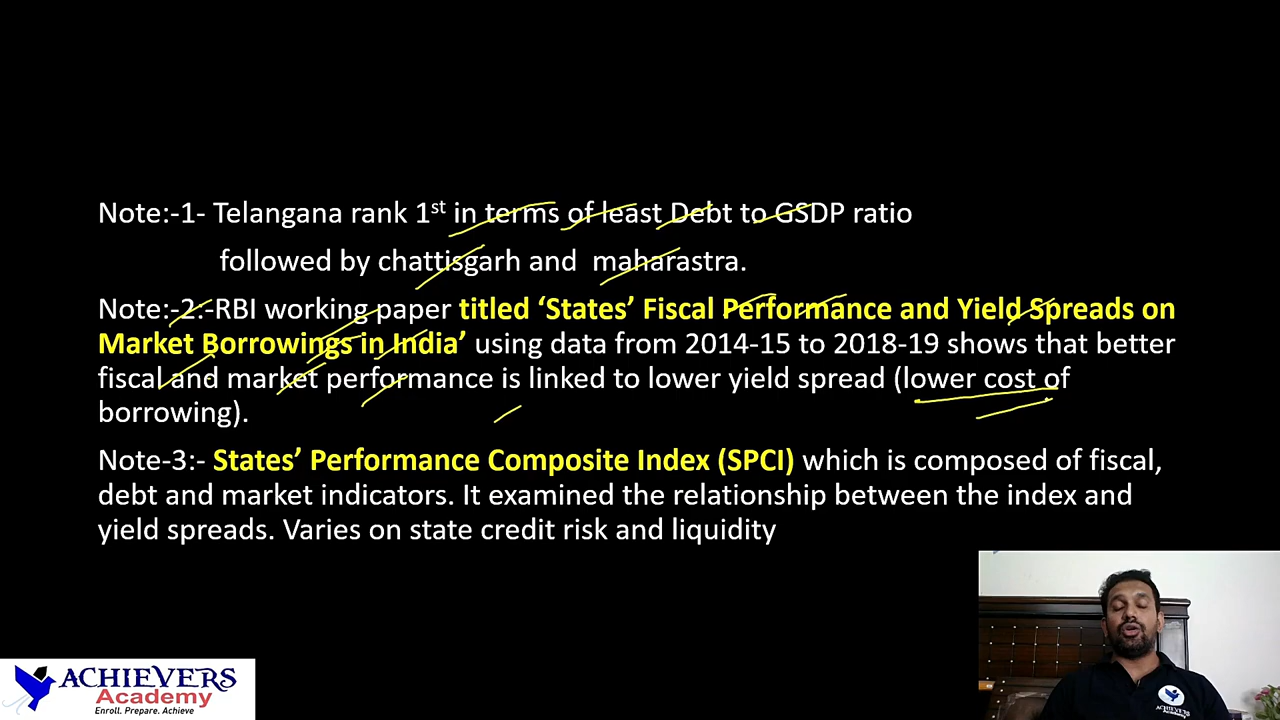 Note:-1- Telangana rank 1st in terms of least Debt to GSDP ratio
followed by chattisgarh and maharastra.
Note:-2:-RBI working paper titled ‘States’ Fiscal Performance and Yield Spreads on
Market Borrowings in India’ using data from 2014-15 to 2018-19 shows that better
fiscal and market performance is linked to lower yield spread (lower cost of
borrowing).
Note-3:- States’ Performance Composite Index (SPCI) which is composed of fiscal,
debt and market indicators. It examined the relationship between the index and
yield spreads. Varies on state credit risk and liquidity
ACHIEVERS
Academy
Enroll. Prepare. Achieve
ACHIEVERS